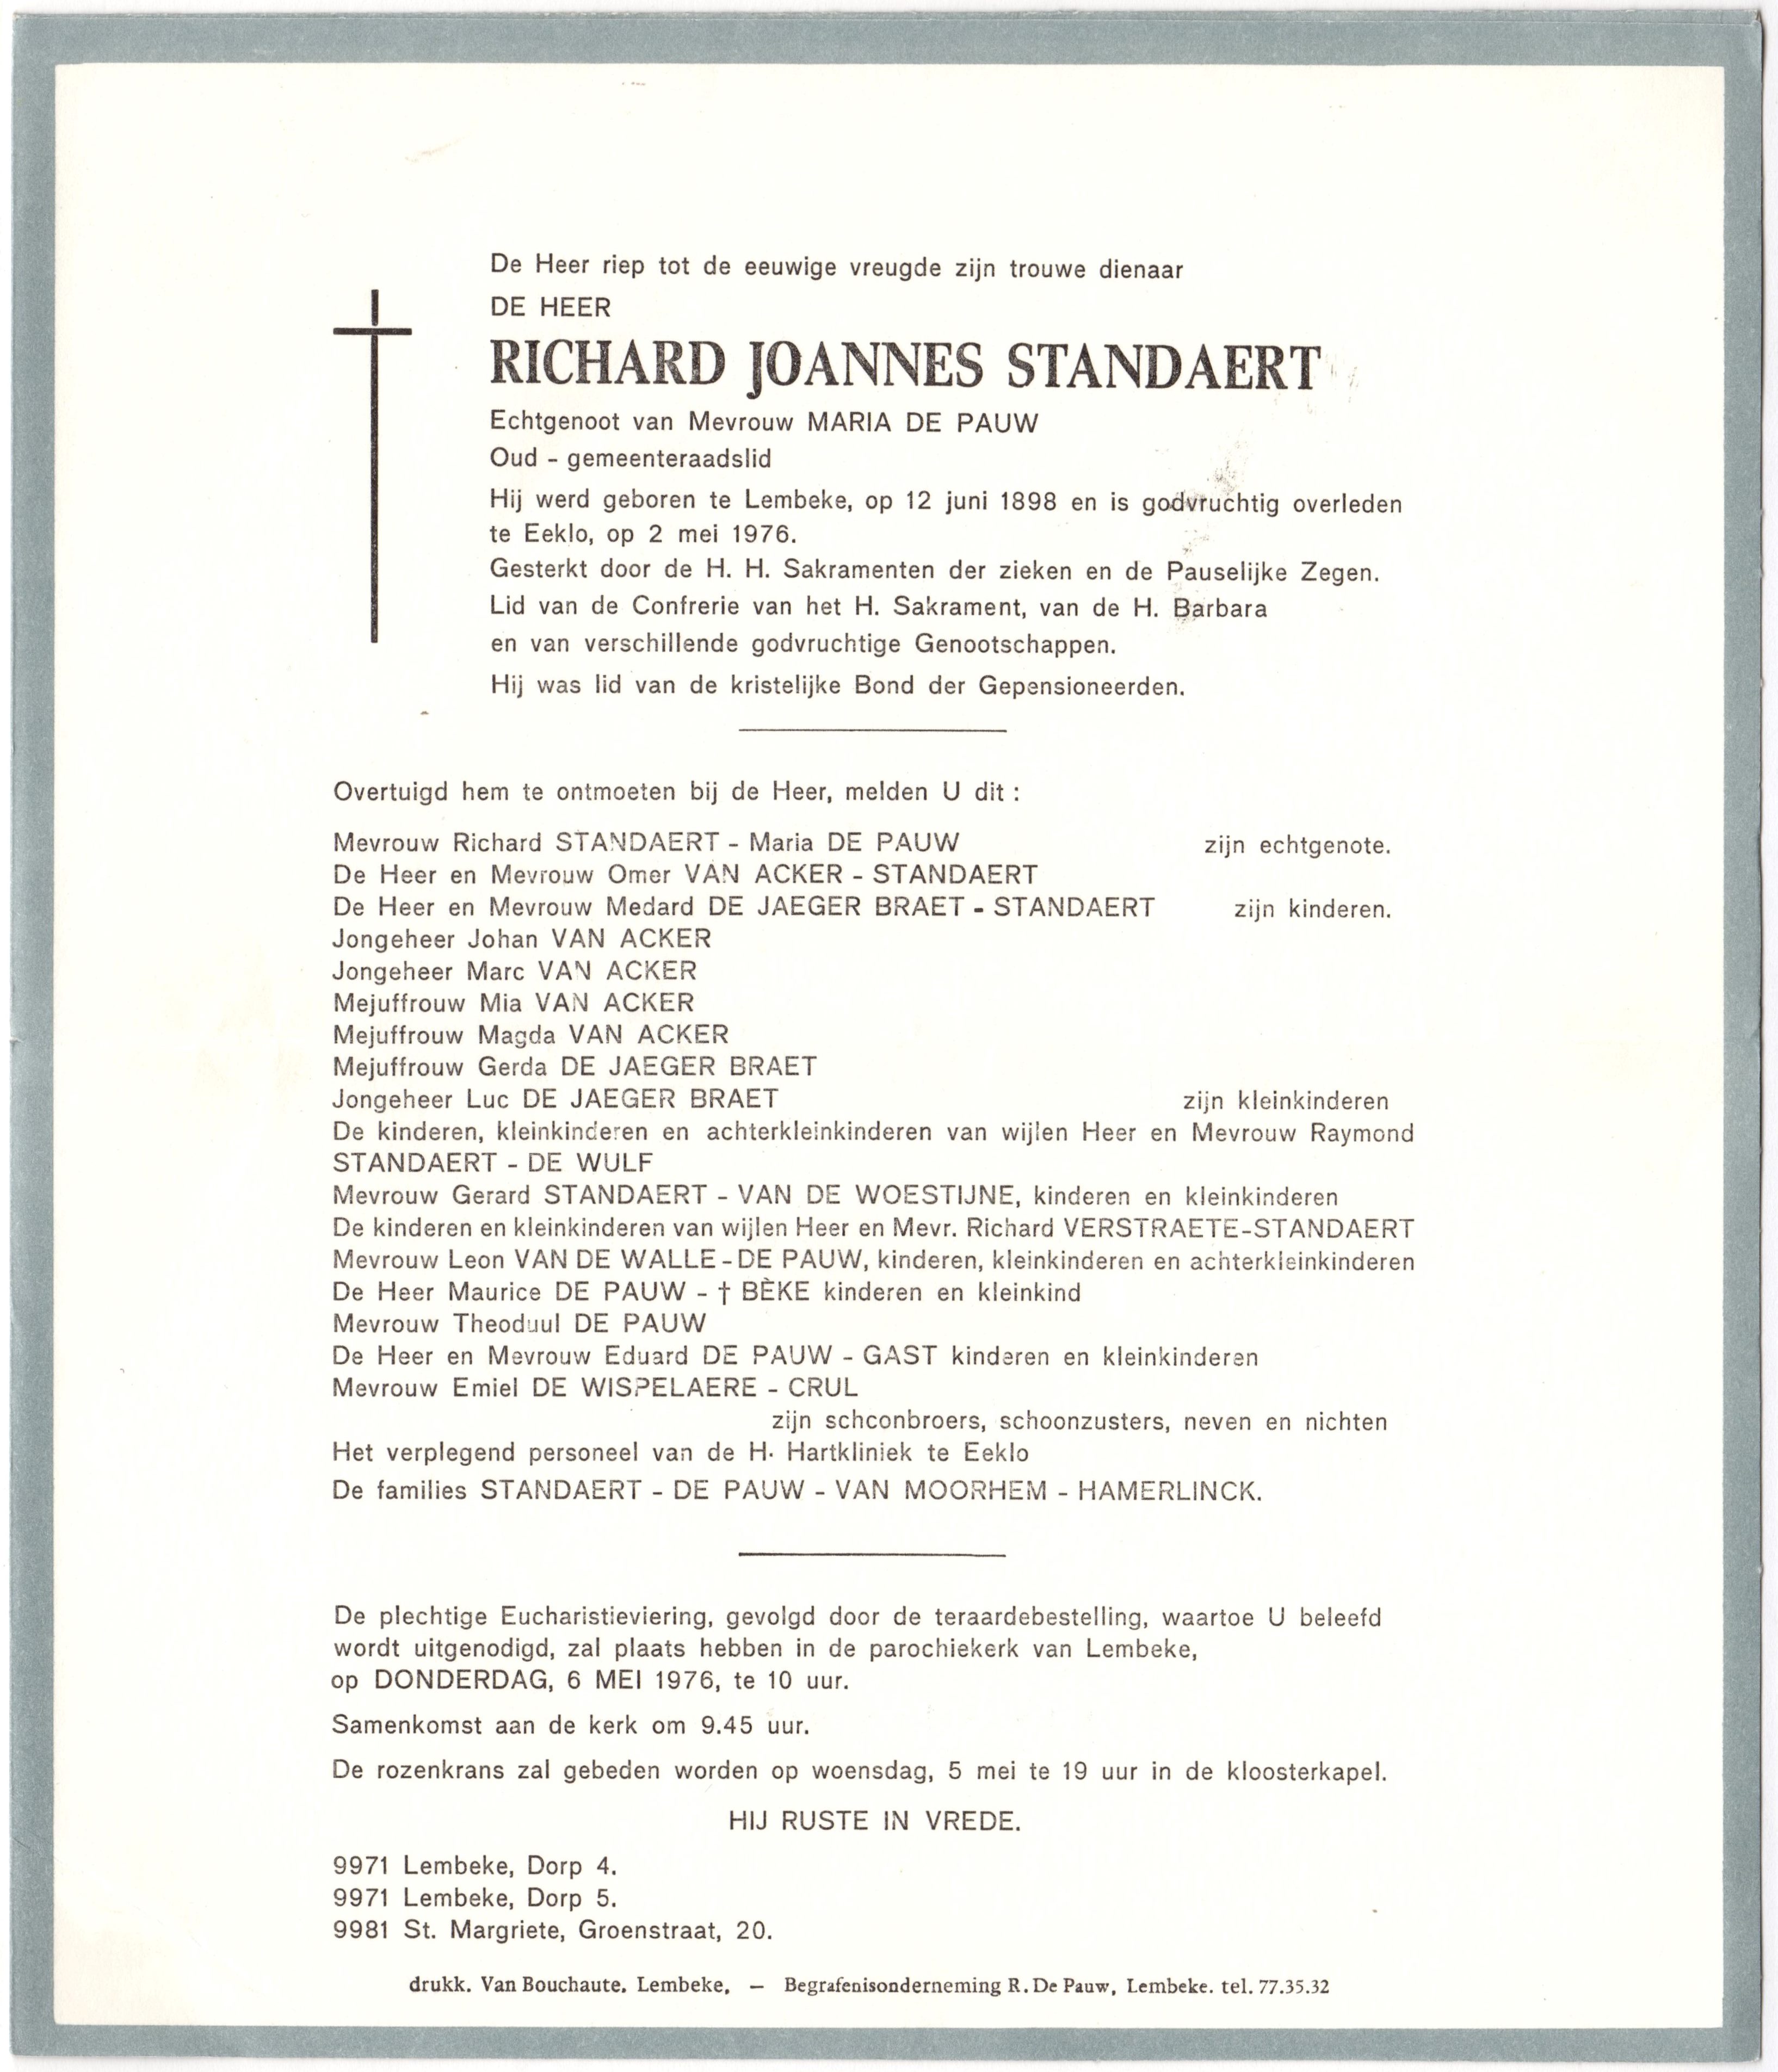 De Heer riep tot de eeuwige vreugde zijn trouwe dienaar
DE HEER
RICHARD JOANNES STANDAERT
Echtgenoot van Mevrouw MARIA DE PAUW
Oud - gemeenteraadslid
Hij werd geboren te Lembeke, op 12 juni 1898 en is godvruchtig overleden
te Eeklo, op 2 mei 1976.
Gesterkt door de H. H. Sakramenten der zieken en de Pauselijke Zegen.
Lid van de Confrerie van het H. Sakrament, van de H. Barbara
en van verschillende godvruchtige Genootschappen.
Hij was lid van de kristelijke Bond der Gepensioneerden.
Overtuigd hem te ontmoeten bij de Heer, melden U dit :
Mevrouw Richard STANDAERT - Maria DE PAUW zijn echtgenote.
De Heer en Mevrouw Omer VAN ACKER - STANDAERT
De Heer en Mevrouw Medard DE JAEGER BRAET - STANDAERT zijn kinderen.
Jongeheer Johan VAN ACKER
Jongeheer Marc VAN ACKER
Mejuffrouw Mia VAN ACKER
Mejuffrouw Magda VAN ACKER
Mejuffrouw Gerda DE JAEGER BRAET
Jongeheer Luc DE JAEGER BRAET zijn kleinkinderen
De kinderen, kleinkinderen en achterkleinkinderen van wijlen Heer en Mevrouw Raymond
STANDAERT - DE WULF
Mevrouw Gerard STANDAERT - VAN DE WOESTIJNE, kinderen en kleinkinderen
De kinderen en kleinkinderen van wijlen Heer en Mevr. Richard VERSTRAETE-STANDAERT
Mevrouw Leon VAN DE WALLE - DE PAUW, kinderen, kleinkinderen en achterkleinkinderen
De Heer Maurice DE PAUW - † BÈKE kinderen en kleinkind
Mevrouw Theoduul DE PAUW
De Heer en Mevrouw Eduard DE PAUW - GAST kinderen en kleinkinderen
Mevrouw Emiel DE WISPELAERE - CRUL
zijn schconbroers, schoonzusters, neven en nichten
Het verplegend personeel van de H. Hartkliniek te Eeklo
De families STANDAERT - DE PAUW - VAN MOORHEM - HAMERLINCK.
De plechtige Eucharistieviering, gevolgd door de teraardebestelling, waartoe U beleefd
wordt uitgenodigd, zal plaats hebben in de parochiekerk van Lembeke,
op DONDERDAG, 6 MEI 1976, te 10 uur.
Samenkomst aan de kerk om 9.45 uur.
De rozenkrans zal gebeden worden op woensdag, 5 mei te 19 uur in de kloosterkapel.
HIJ RUSTE IN VREDE.
9971 Lembeke, Dorp 4.
9971 Lembeke, Dorp 5.
9981 St. Margriete, Groenstraat, 20.
drukk. Van Bouchaute. Lembeke, — Begrafenisonderneming R. De Pauw, Lembeke. tel. 77.35.32